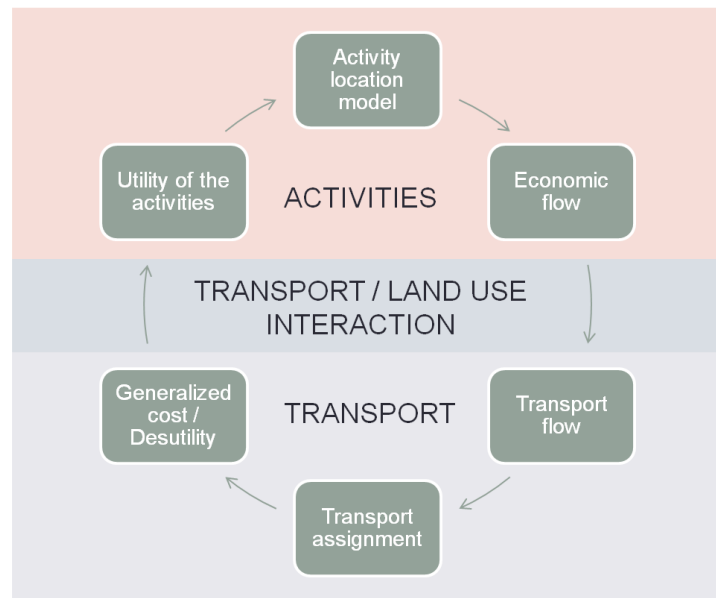 Activity
location
model
Utility of the
activities
ACTIVITIES
Economic
flow
TRANSPORT / LAND USE
INTERACTION
Generalized
cost /
Desutility
TRANSPORT
Transport
flow
Transport
assignment